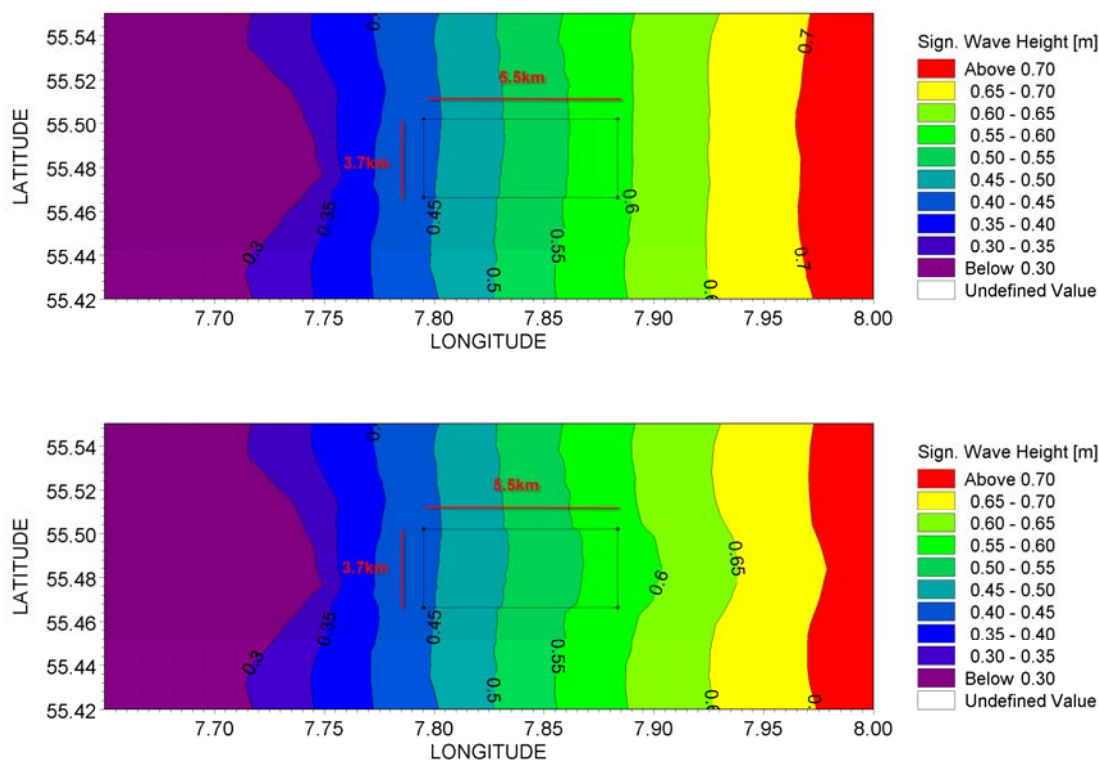 55.54
55.52
55.50
55.48
55.46
55.44
55.42
LATITUDE
7.70
7.75
7.80
7.85
7.90
7.95
8.00
LONGITUDE
5.5km
3.7km
0.3
0.35
0.45
0.5
0.55
0.6
0.7
0.7
Sign. Wave Height [m]
Above 0.70
0.65 - 0.70
0.60 - 0.65
0.55 - 0.60
0.50 - 0.55
0.45 - 0.50
0.40 - 0.45
0.35 - 0.40
0.30 - 0.35
Below 0.30
Undefined Value
55.54
55.52
55.50
55.48
55.46
55.44
55.42
LATITUDE
7.70
7.75
7.80
7.85
7.90
7.95
8.00
LONGITUDE
5.5km
3.7km
0.3
0.35
0.45
0.5
0.55
0.6
0.65
Sign. Wave Height [m]
Above 0.70
0.65 - 0.70
0.60 - 0.65
0.55 - 0.60
0.50 - 0.55
0.45 - 0.50
0.40 - 0.45
0.35 - 0.40
0.30 - 0.35
Below 0.30
Undefined Value